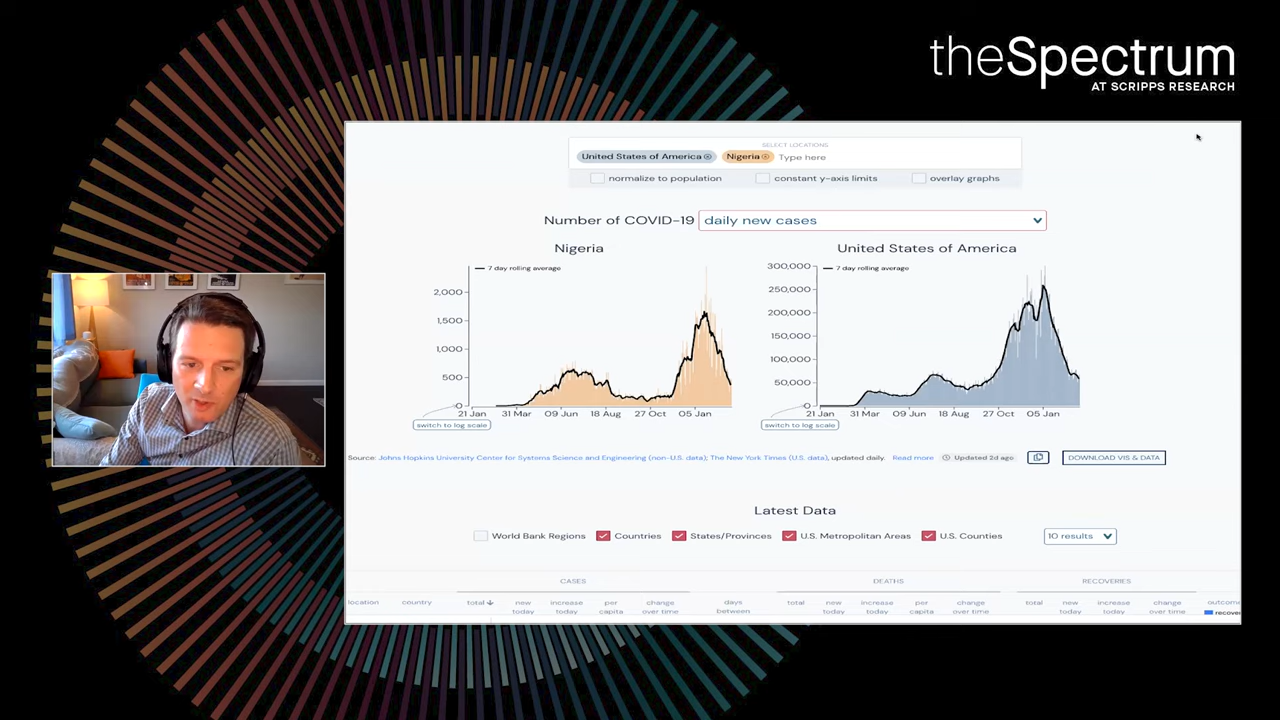 theSpectrum
AT SCRIPPS RESEARCH
SELECT LOCATIONS
United States of America Nigeria Type here
normalize to population constant y-axis limits overlay graphs
Number of COVID-19 daily new cases
Nigeria
7 day rolling average
2,000
1,500
1,000
500
0
21 Jan 31 Mar 09 Jun 18 Aug 27 Oct 05 Jan
switch to log scale
United States of America
300,000
7 day rolling average
250,000
200,000
150,000
100,000
50,000
0
21 Jan 31 Mar 09 Jun 18 Aug 27 Oct 05 Jan
switch to log scale
Source: Johns Hopkins University Center for Systems Science and Engineering (non-U.S. data); The New York Times (U.S. data), updated daily. Read more Updated 2d ago DOWNLOAD VIS & DATA
Latest Data
World Bank Regions Countries States/Provinces U.S. Metropolitan Areas U.S. Counties 10 results
CASES DEATHS RECOVERIES
location country total new today increase today per capita change over time days between total new today increase today per capita change over time total new today increase today change over time outcome
recover